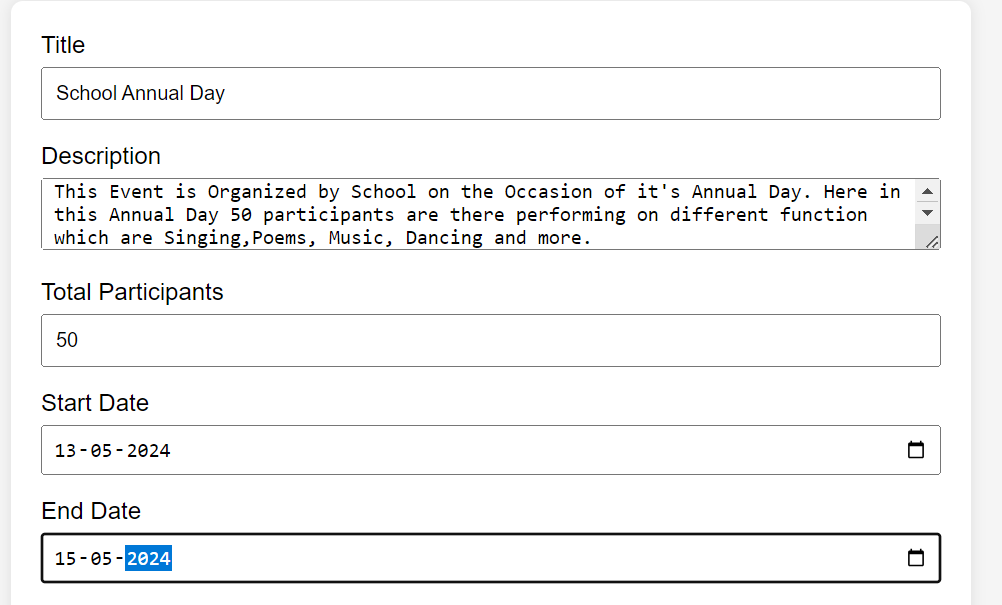 Title
School Annual Day
Description
This Event is Organized by School on the Occasion of it's Annual Day. Here in
this Annual Day 50 participants are there performing on different function
which are Singing,Poems, Music, Dancing and more.
Total Participants
50
Start Date
13-05-2024
End Date
15-05-2024